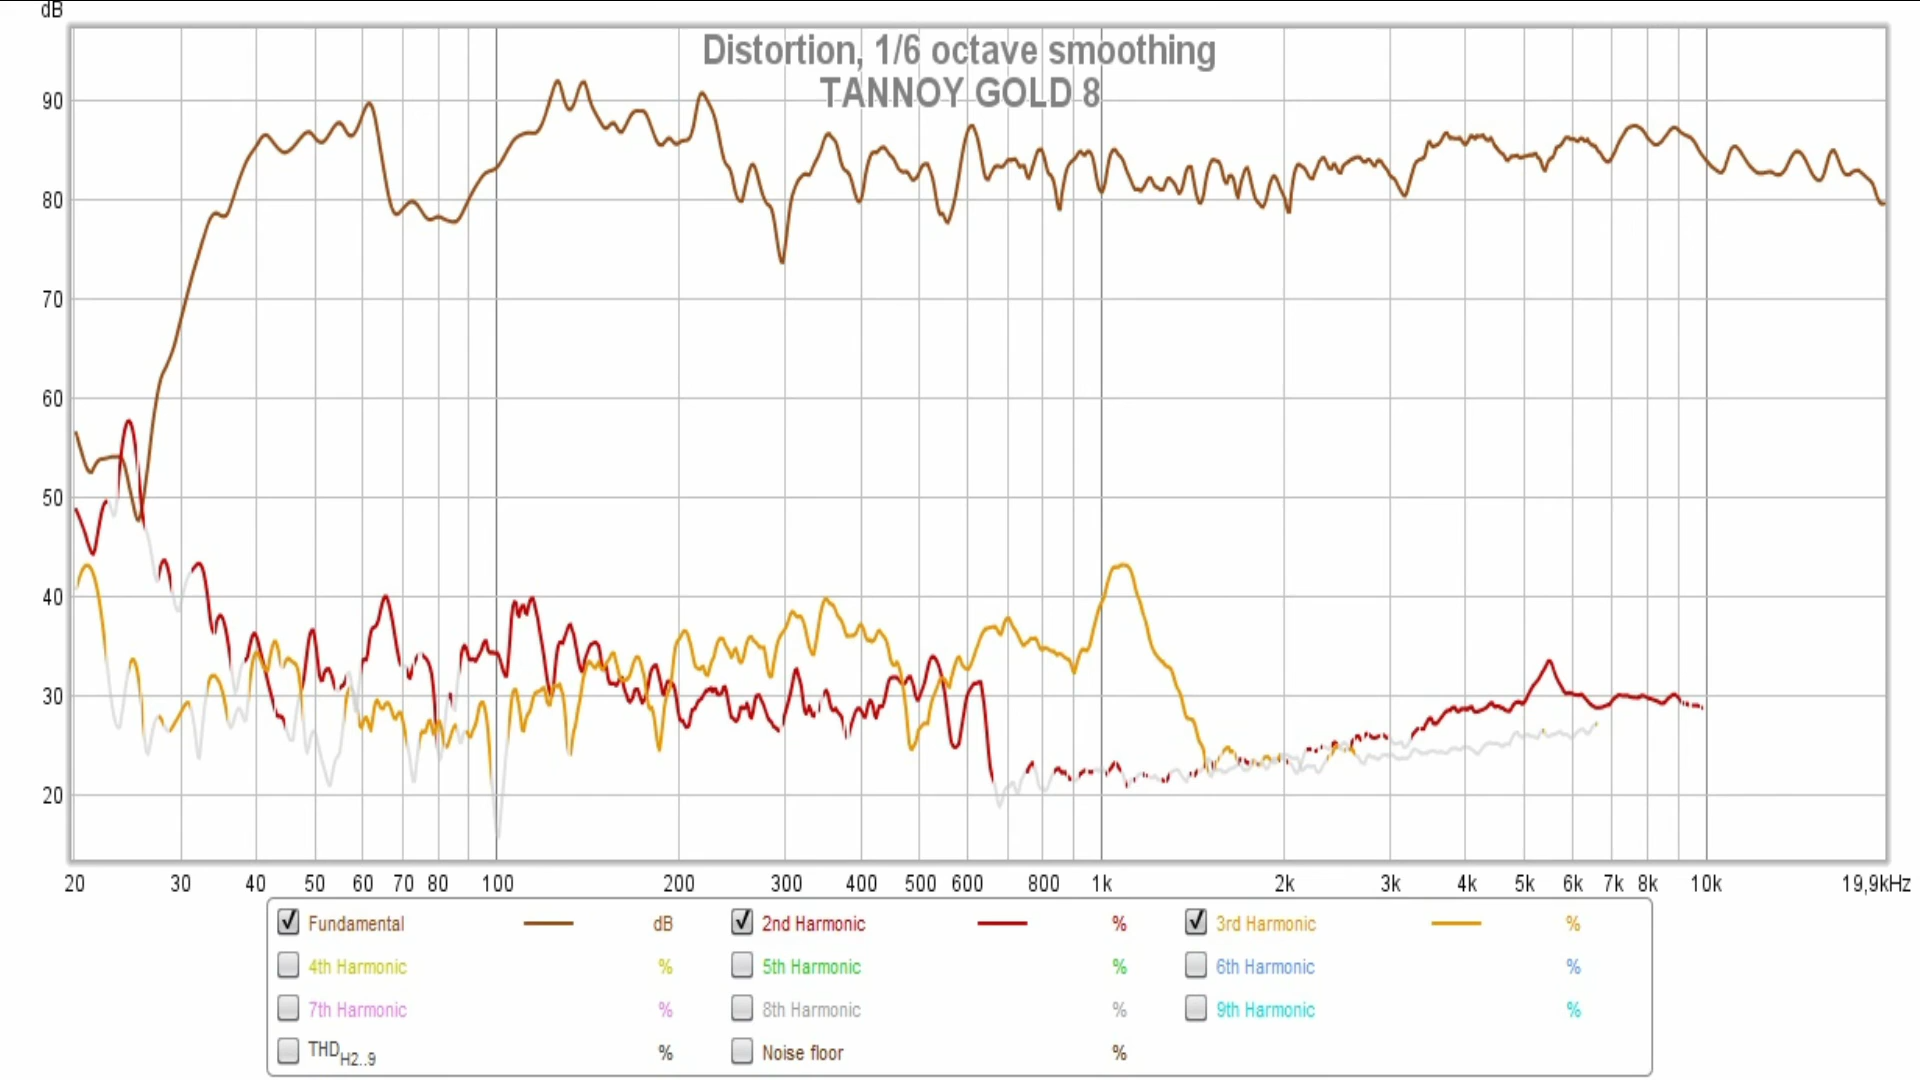 dB
Distortion, 1/6 octave smoothing
TANNOY GOLD 8
90
80
70
60
50
40
30
20
20 30 40 50 60 70 80 100 200 300 400 500 600 800 1k 2k 3k 4k 5k 6k 7k 8k 10k 19,9kHz
Fundamental dB 2nd Harmonic % 3rd Harmonic %
4th Harmonic % 5th Harmonic % 6th Harmonic %
7th Harmonic % 8th Harmonic % 9th Harmonic %
THD H2..9 % Noise floor %